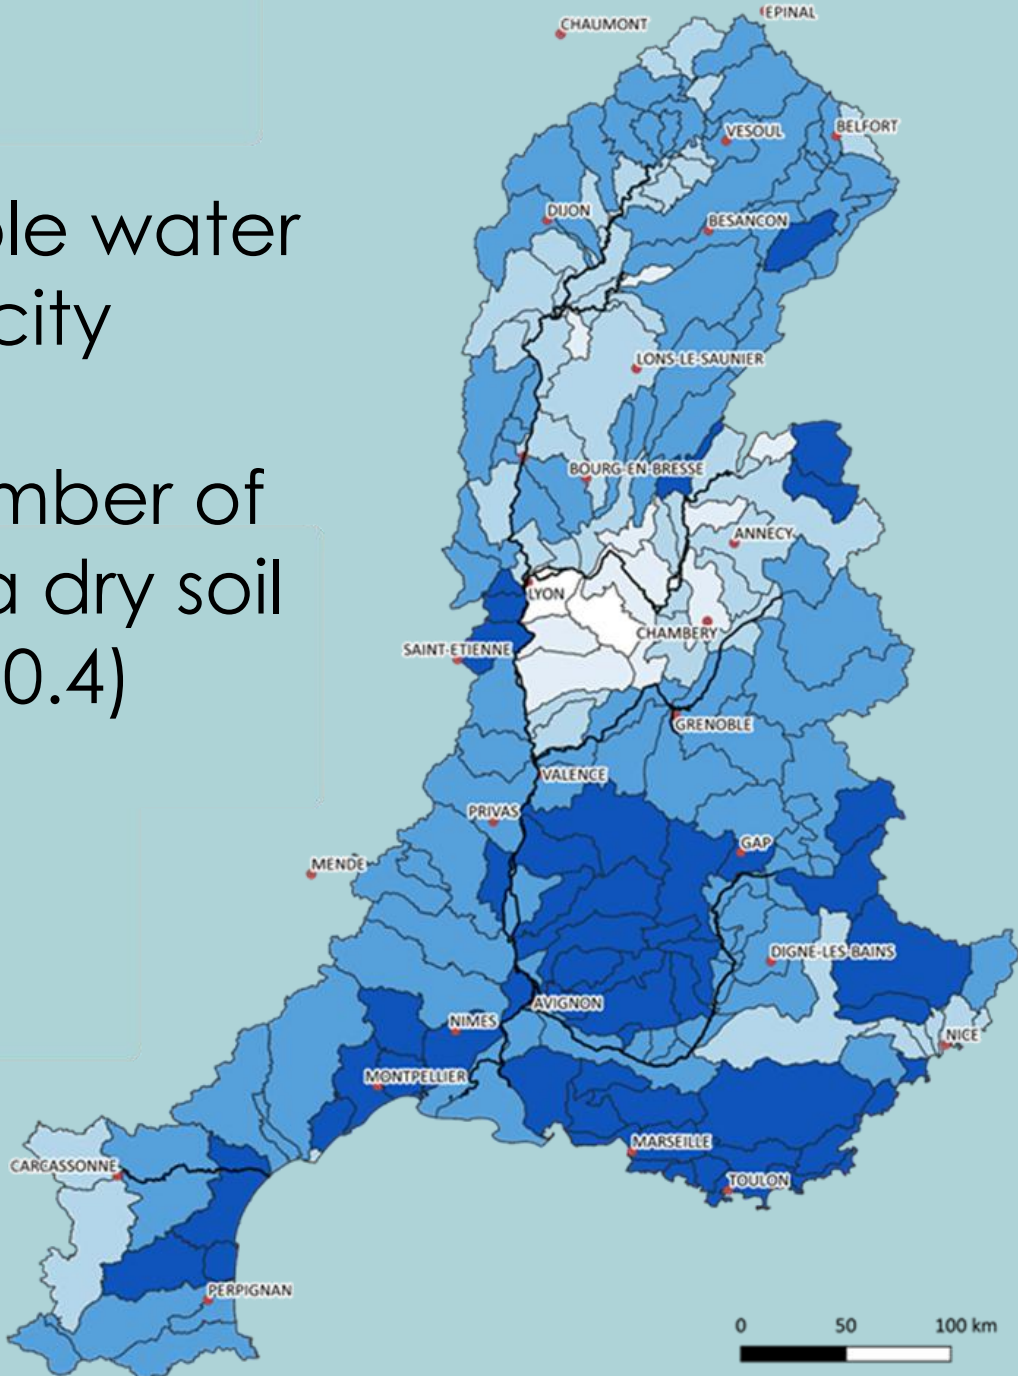 le water
city
mber of
a dry soil
0.4)
CHAUMONT
EPINAL
VESOUL
BELFORT
DIJON
BESANCON
LONS-LE-SAUNIER
BOURG-EN-BRESSE
ANNECY
LYON
CHAMBERY
SAINT-ETIENNE
GRENOBLE
VALENCE
PRIVAS
GAP
MENDE
DIGNE-LES-BAINS
AVIGNON
NIMES
NICE
MONTPELLIER
MARSEILLE
CARCASSONNE
TOULON
PERPIGNAN
0 50 100 km